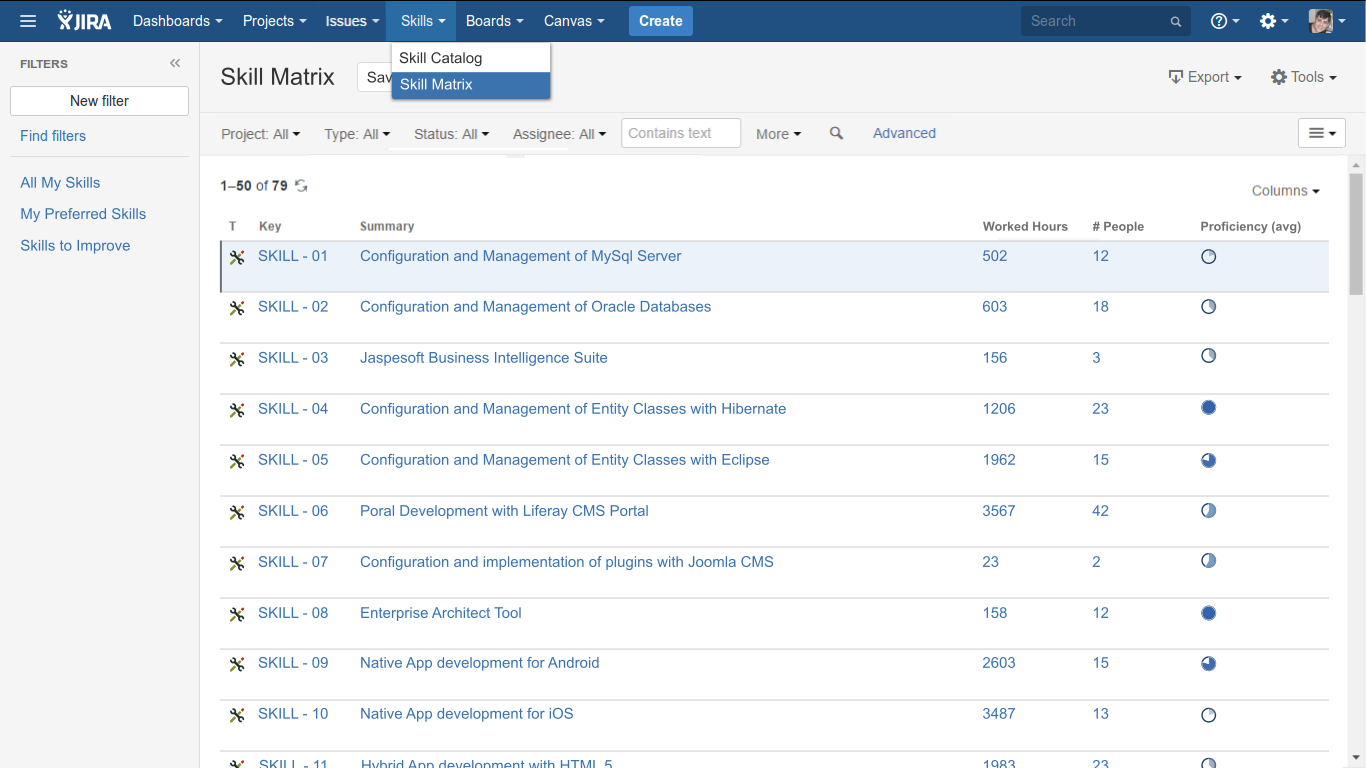 JIRA Dashboards Projects Issues Skills Boards Canvas Create Search
Skill Catalog
Skill Matrix
FILTERS
New filter
Find filters
All My Skills
My Preferred Skills
Skills to Improve
Skill Matrix Sav Export Tools
Project: All Type: All Status: All Assignee: All Contains text More Advanced
1–50 of 79
Columns
T Key Summary Worked Hours # People Proficiency (avg)
SKILL - 01 Configuration and Management of MySql Server 502 12
SKILL - 02 Configuration and Management of Oracle Databases 603 18
SKILL - 03 Jaspesoft Business Intelligence Suite 156 3
SKILL - 04 Configuration and Management of Entity Classes with Hibernate 1206 23
SKILL - 05 Configuration and Management of Entity Classes with Eclipse 1962 15
SKILL - 06 Poral Development with Liferay CMS Portal 3567 42
SKILL - 07 Configuration and implementation of plugins with Joomla CMS 23 2
SKILL - 08 Enterprise Architect Tool 158 12
SKILL - 09 Native App development for Android 2603 15
SKILL - 10 Native App development for iOS 3487 13
SKILL - 11 Hybrid App development with HTML 5 1983 23